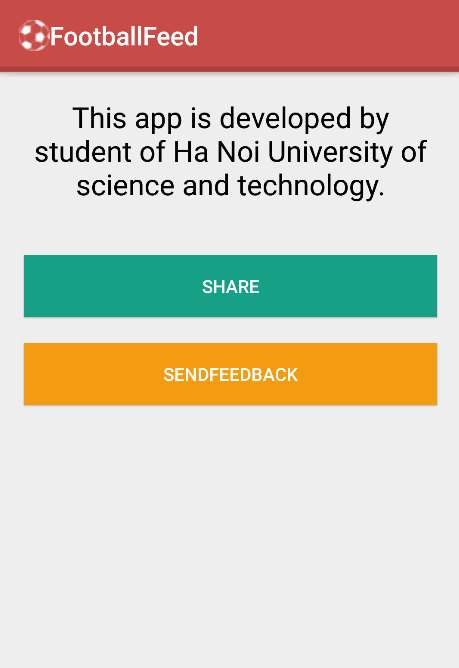 FootballFeed
This app is developed by
student of Ha Noi University of
science and technology.
SHARE
SENDFEEDBACK